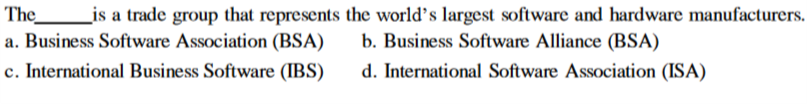 The______is a trade group that represents the world's largest software and hardware manufacturers.
a. Business Software Association (BSA) b. Business Software Alliance (BSA)
c. International Business Software (IBS) d. International Software Association (ISA)